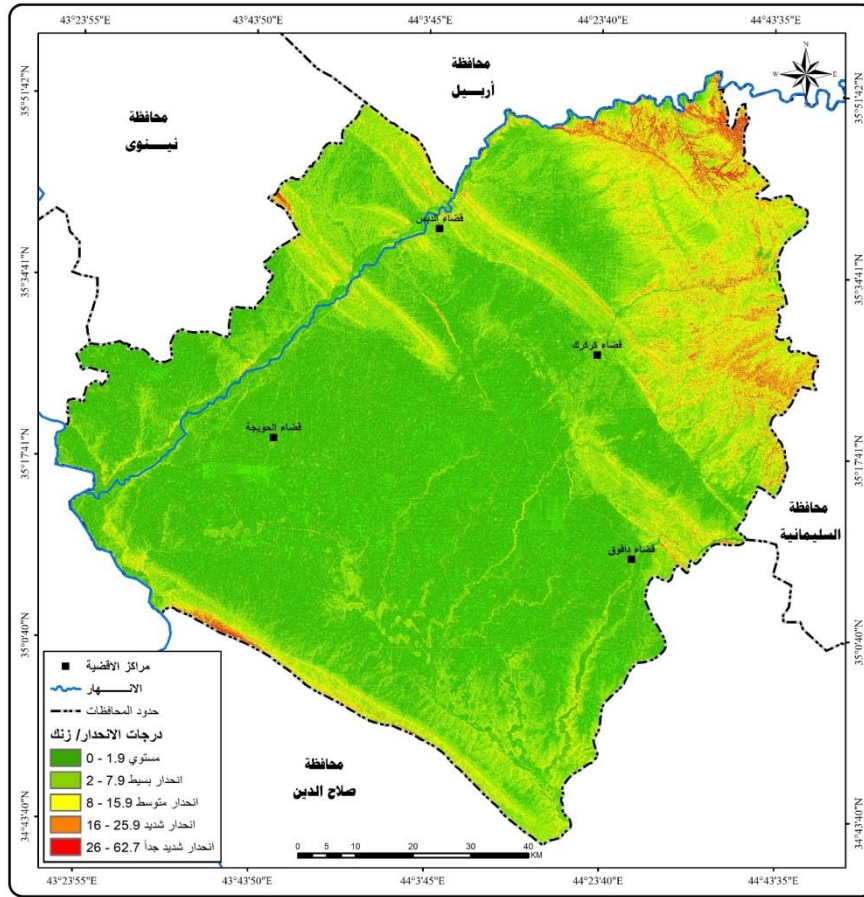 43°23'55"E 43°43'50"E 44°3'45"E 44°23'40"E 44°43'35"E
محافظة
أربـــيل
N
W E
S
35°51'42"N 35°51'42"N
محافظة
نيـــنوى
قضاء الدبس
35°34'41"N 35°34'41"N
قضاء كركرك
قضاء الحويجة
35°17'41"N 35°17'41"N
محافظة
السليمانية
قضاء داقوق
35°0'40"N 35°0'40"N
مراكز الاقضية
الانـــــهار
حدود المحافظات
درجات الانحدار/ زنك
مستوي 1.9 - 0
انحدار بسيط 7.9 - 2
انحدار متوسط 15.9 - 8
انحدار شديد 25.9 - 16
انحدار شديد جداً 62.7 - 26
محافظة
صلاح الدين
34°43'40"N 34°43'40"N
0 5 10 20 30 40
KM
43°23'55"E 43°43'50"E 44°3'45"E 44°23'40"E 44°43'35"E